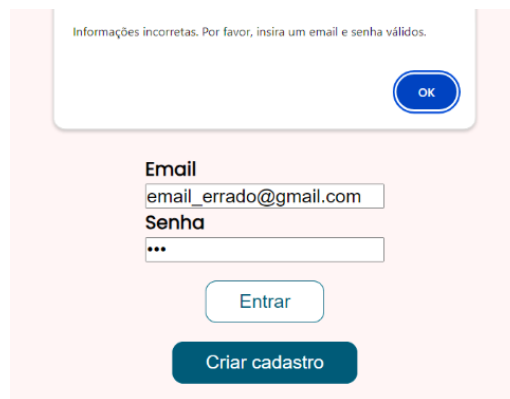 Informações incorretas. Por favor, insira um email e senha válidos.
OK
Email
email_errado@gmail.com
Senha
•••
Entrar
Criar cadastro